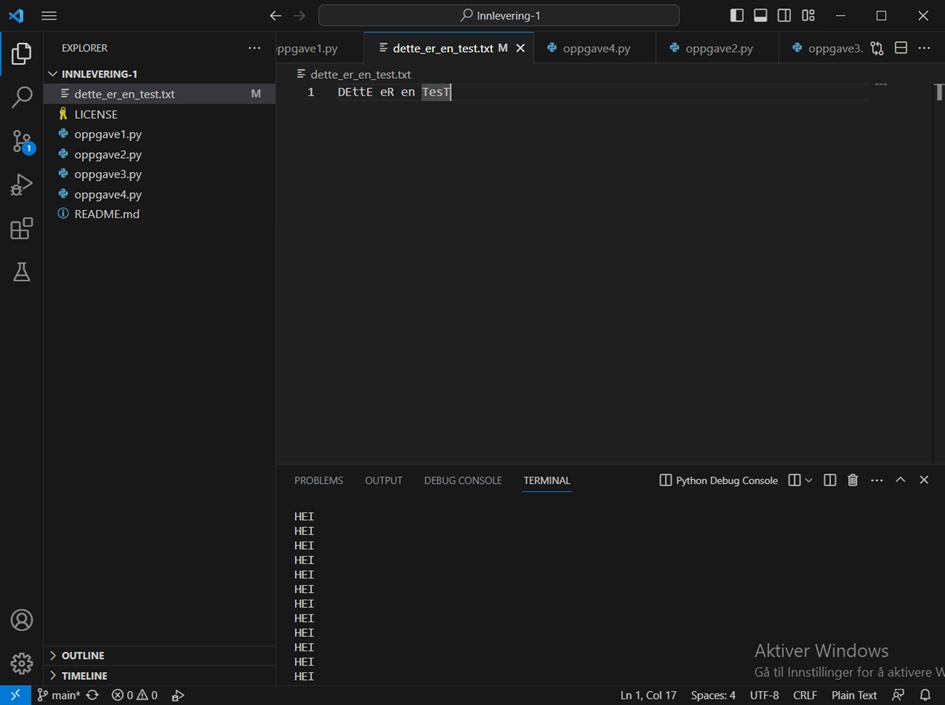 Innlevering-1
EXPLORER
oppgave1.py
dette_er_en_test.txt M
oppgave4.py
oppgave2.py
oppgave3.
INNLEVERING-1
dette_er_en_test.txt M
LICENSE
oppgave1.py
oppgave2.py
oppgave3.py
oppgave4.py
README.md
1
OUTLINE
TIMELINE
dette_er_en_test.txt
1 DEttE eR en TesT
PROBLEMS OUTPUT DEBUG CONSOLE TERMINAL Python Debug Console
HEI
HEI
HEI
HEI
HEI
HEI
HEI
HEI
HEI
HEI
HEI
HEI
Aktiver Windows
Gå til Innstillinger for å aktivere W
main* 0 0 Ln 1, Col 17 Spaces: 4 UTF-8 CRLF Plain Text